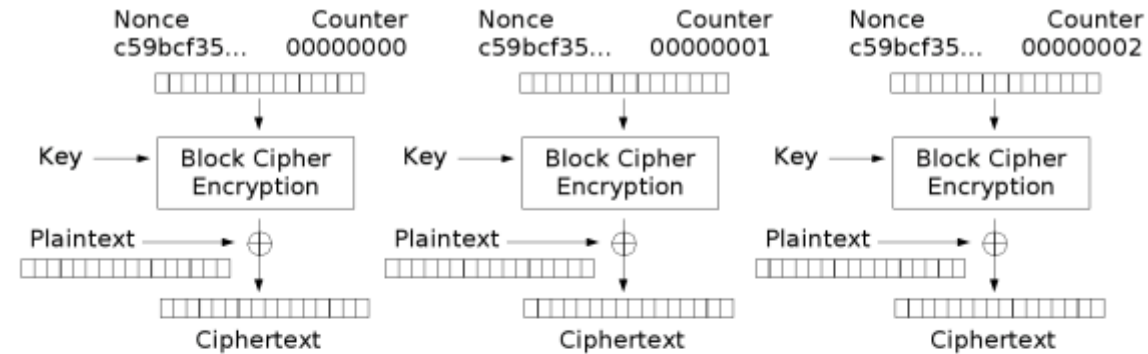 Nonce Counter Nonce Counter Nonce Counter
c59bcf35... 00000000 c59bcf35... 00000001 c59bcf35... 00000002
Key Block Cipher Encryption Key Block Cipher Encryption Key Block Cipher Encryption
Plaintext Plaintext Plaintext
Ciphertext Ciphertext Ciphertext